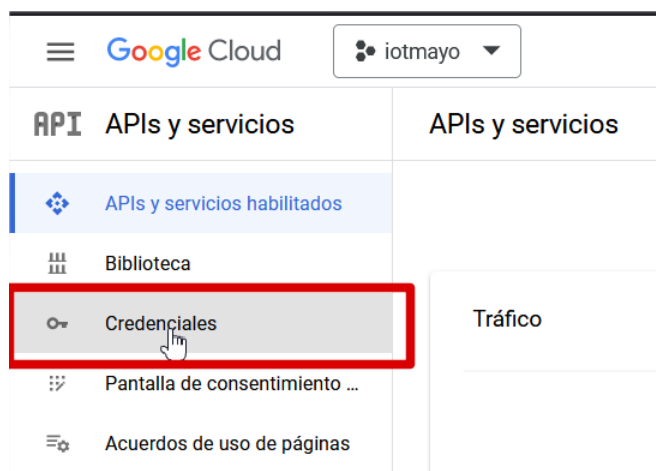 Google Cloud
iotmayo
API APIs y servicios
APIs y servicios
APIs y servicios habilitados
Biblioteca
Credenciales
Tráfico
Pantalla de consentimiento ...
Acuerdos de uso de páginas